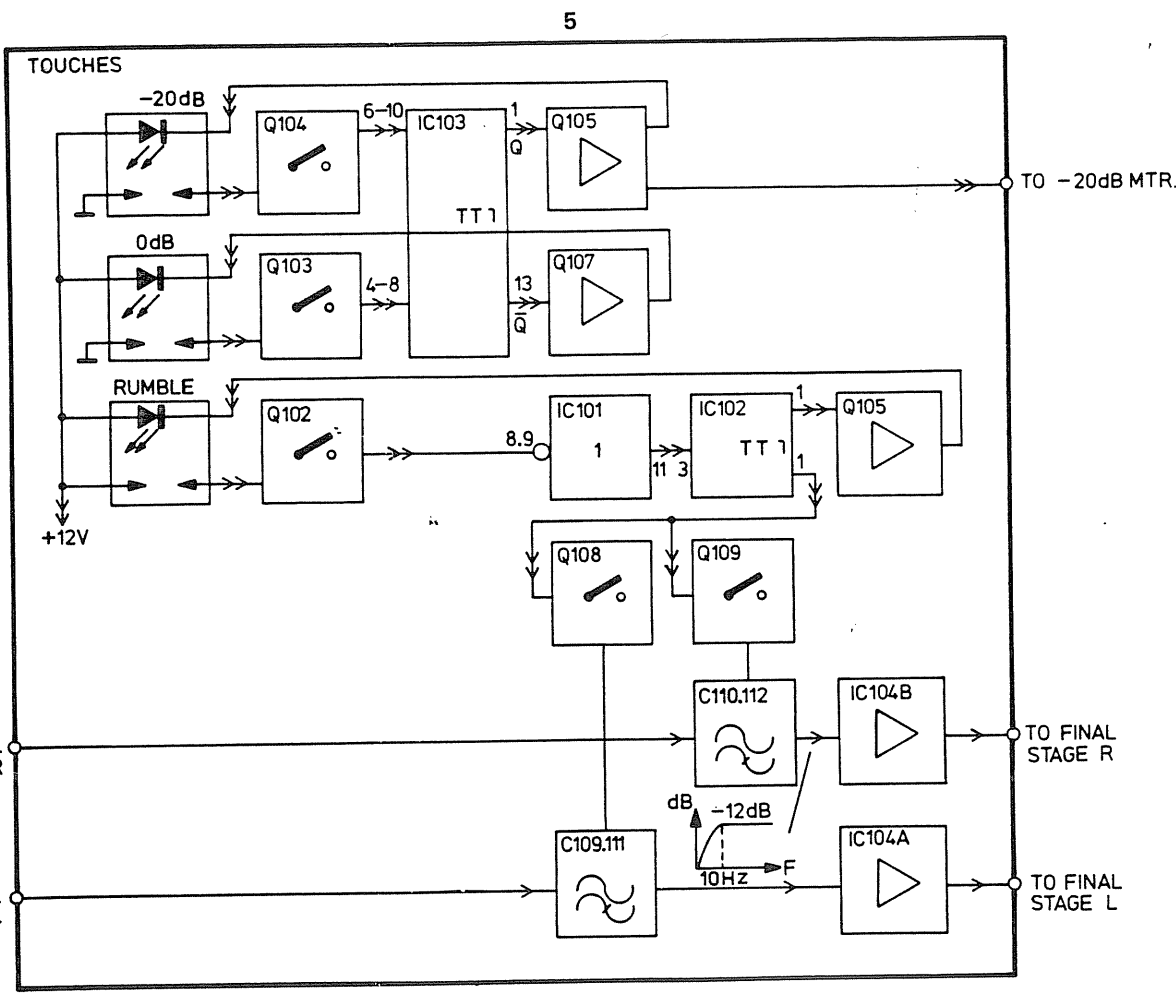 5
TOUCHES
-20dB
Q104
6-10
IC103
1
Q
Q105
TO -20dB MTR.
TT
0dB
Q103
4-8
13
Q̅
Q107
RUMBLE
Q102
8.9
IC101
1
11
3
IC102
TT
1
1
Q105
+12V
Q108
Q109
C110.112
IC104B
TO FINAL
STAGE R
dB
-12dB
10Hz
F
C109.111
IC104A
TO FINAL
STAGE L